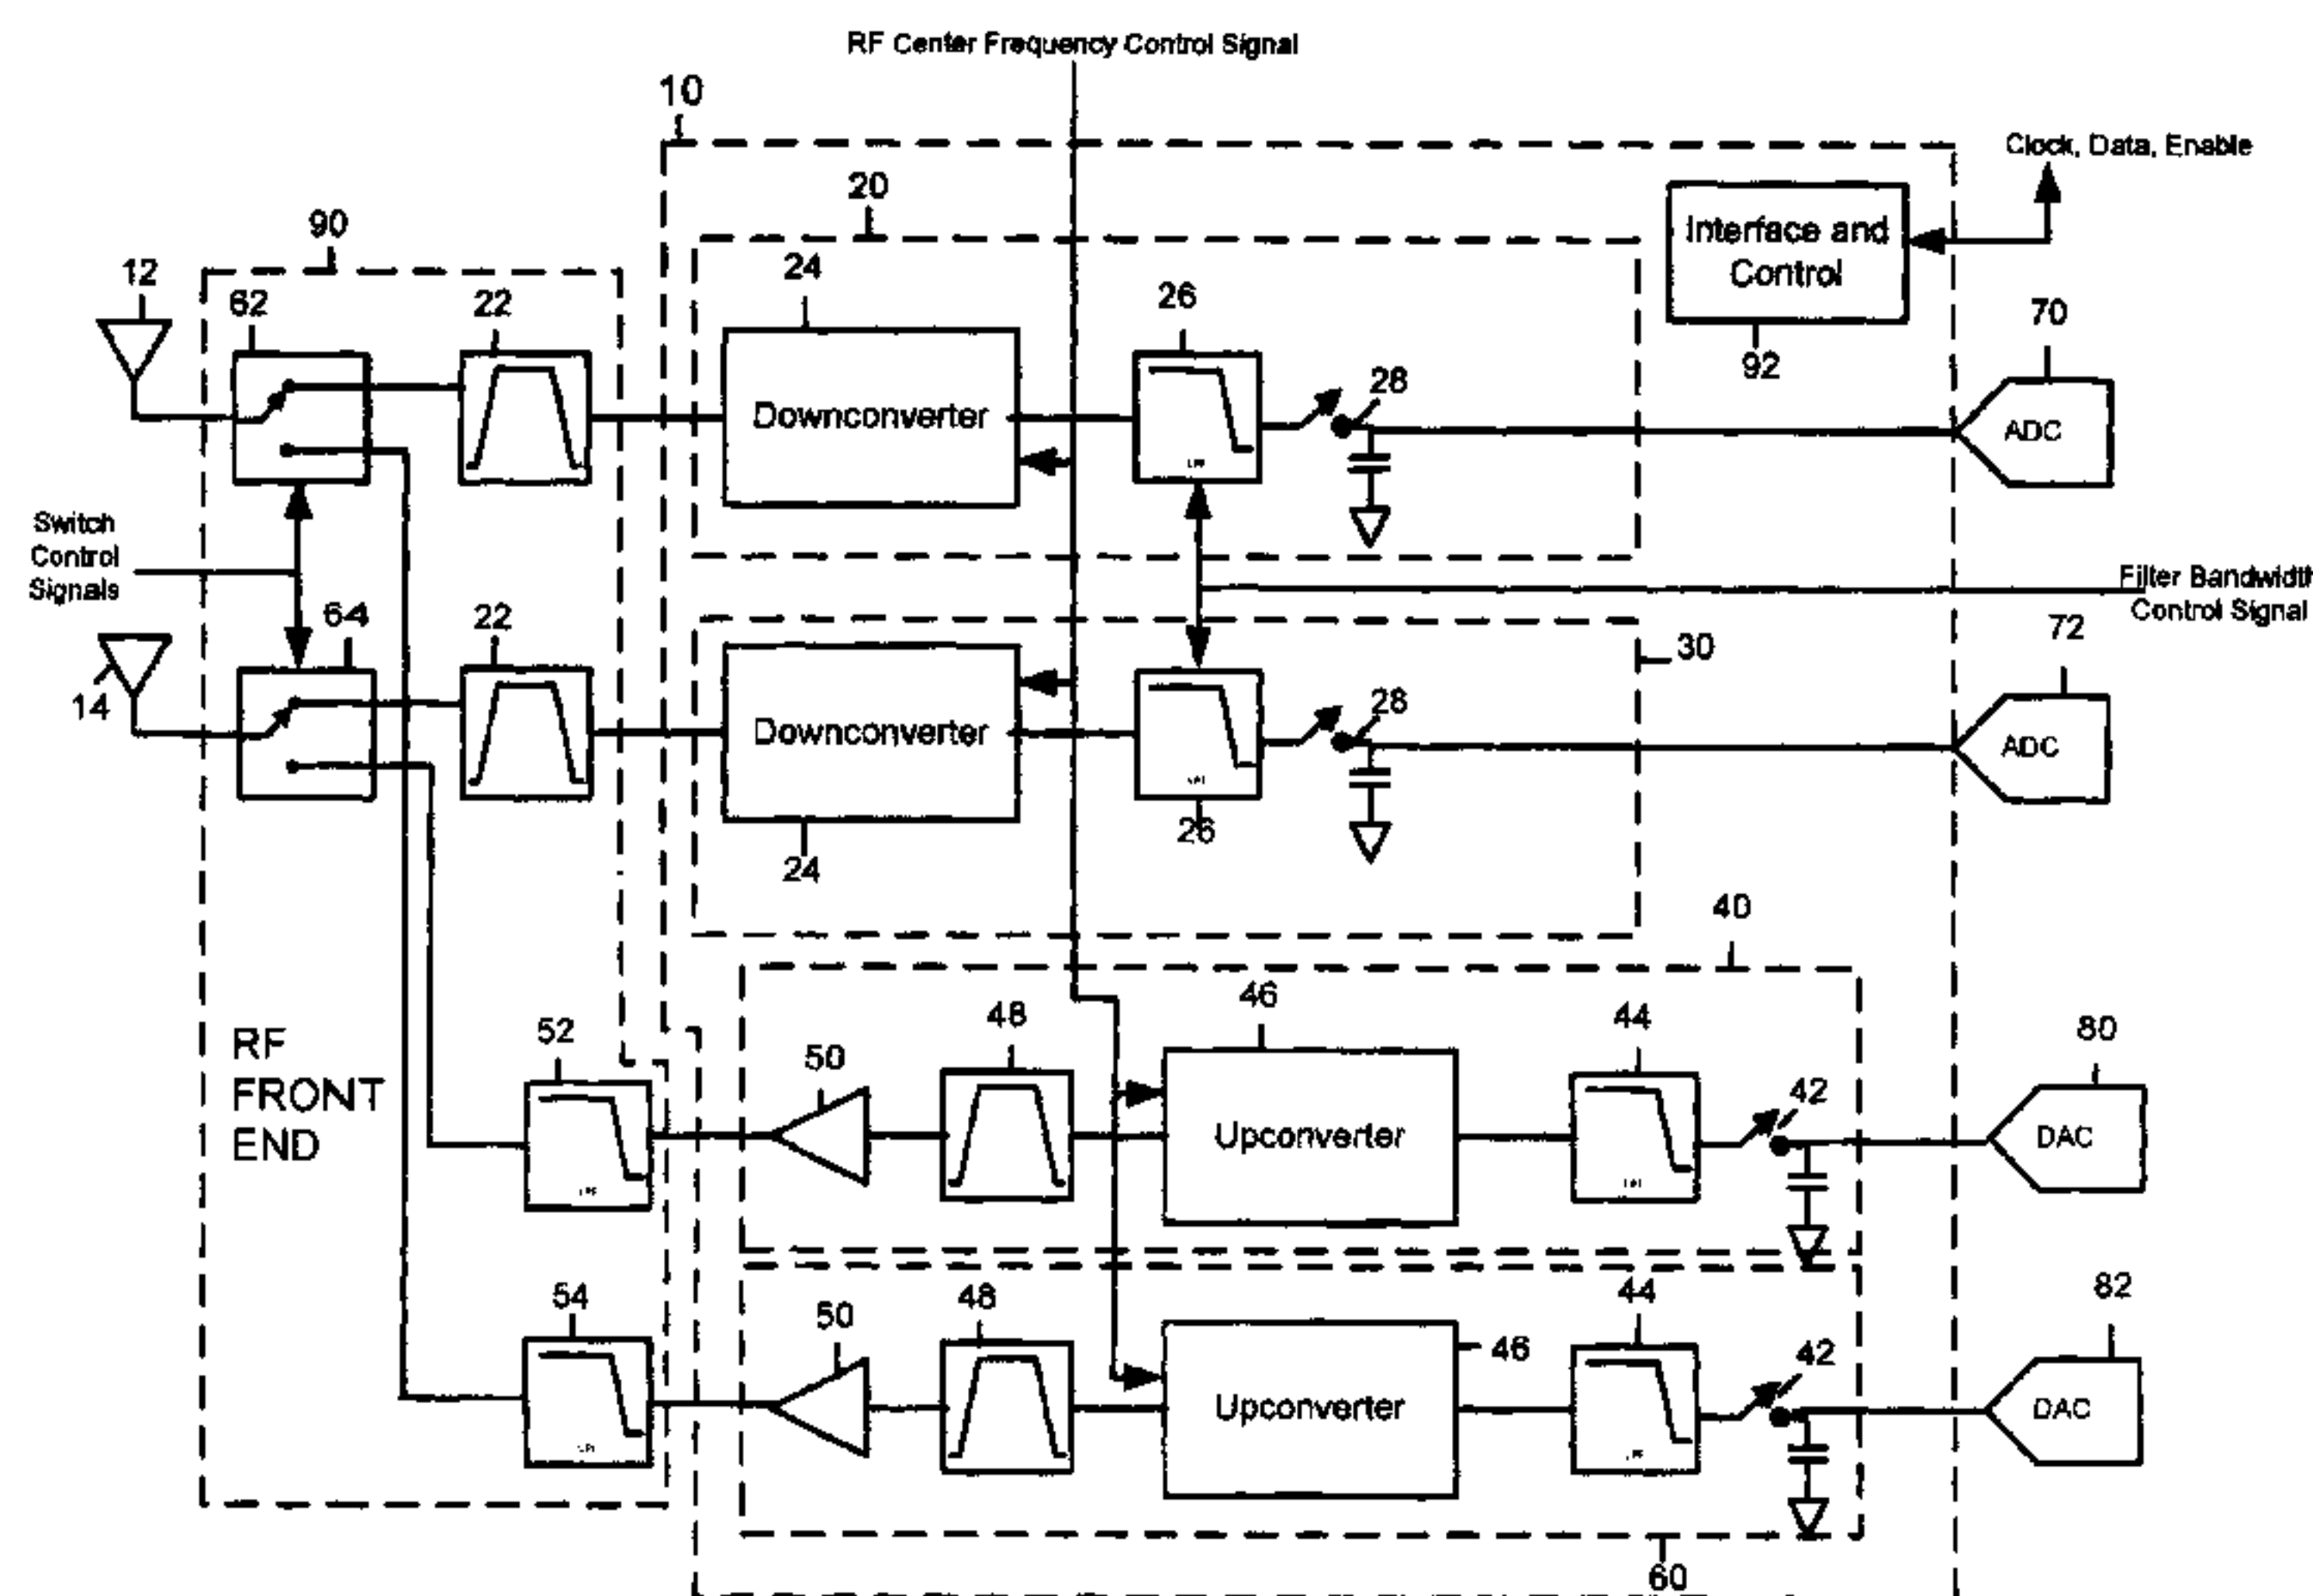 RF Center Frequency Control Signal
10
Clock, Data, Enable
20
Interface and
Control
90
12
62
22
24
26
28
92
70
Downconverter
ADC
Switch
Control
Signals
Filter Bandwidth
Control Signal
64
22
30
72
14
28
Downconverter
ADC
26
24
40
RF
FRONT
END
52
50
48
46
44
42
80
Upconverter
DAC
LPF
54
50
48
44
46
42
82
Upconverter
DAC
60